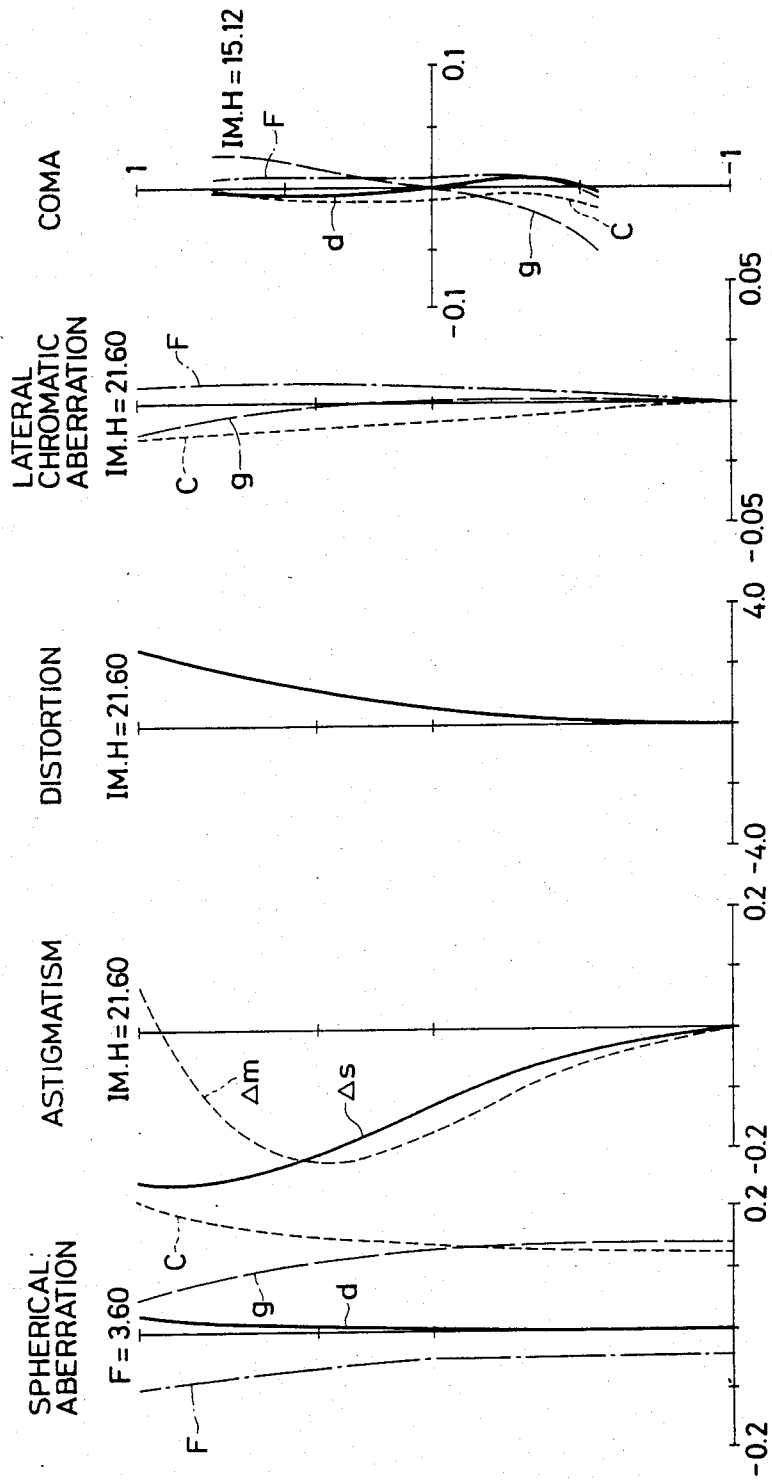 SPHERICAL
ABERRATION
F = 3.60
C
g
d
F
-0.2
0.2
ASTIGMATISM
IM.H = 21.60
Δm
Δs
-0.2
0.2
DISTORTION
IM.H = 21.60
-4.0
4.0
LATERAL
CHROMATIC
ABERRATION
IM.H = 21.60
F
C
g
-0.05
0.05
COMA
1
IM.H = 15.12
F
d
-0.1
0.1
g
C
-1